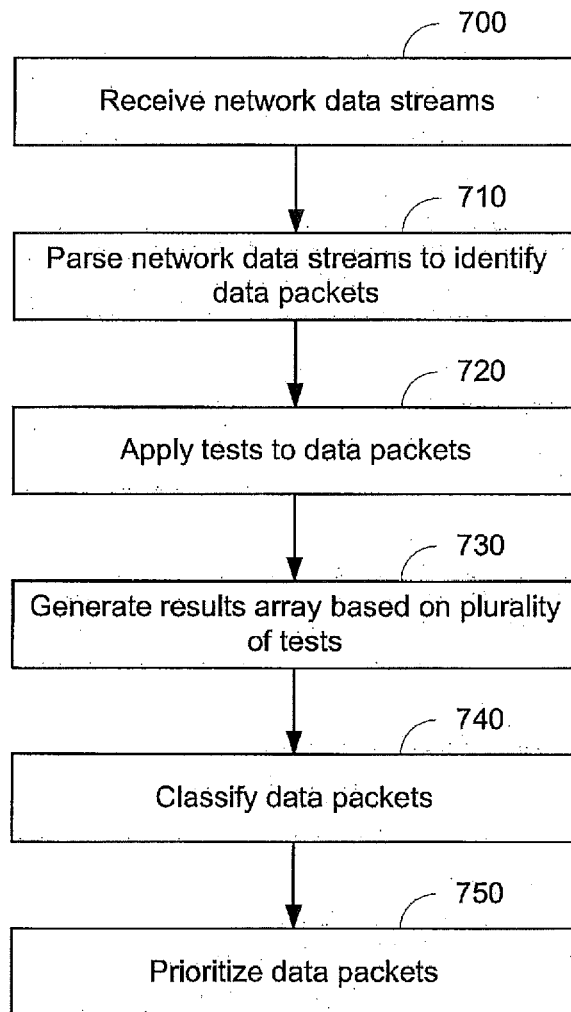 700
Receive network data streams
710
Parse network data streams to identify
data packets
720
Apply tests to data packets
730
Generate results array based on plurality
of tests
740
Classify data packets
750
Prioritize data packets